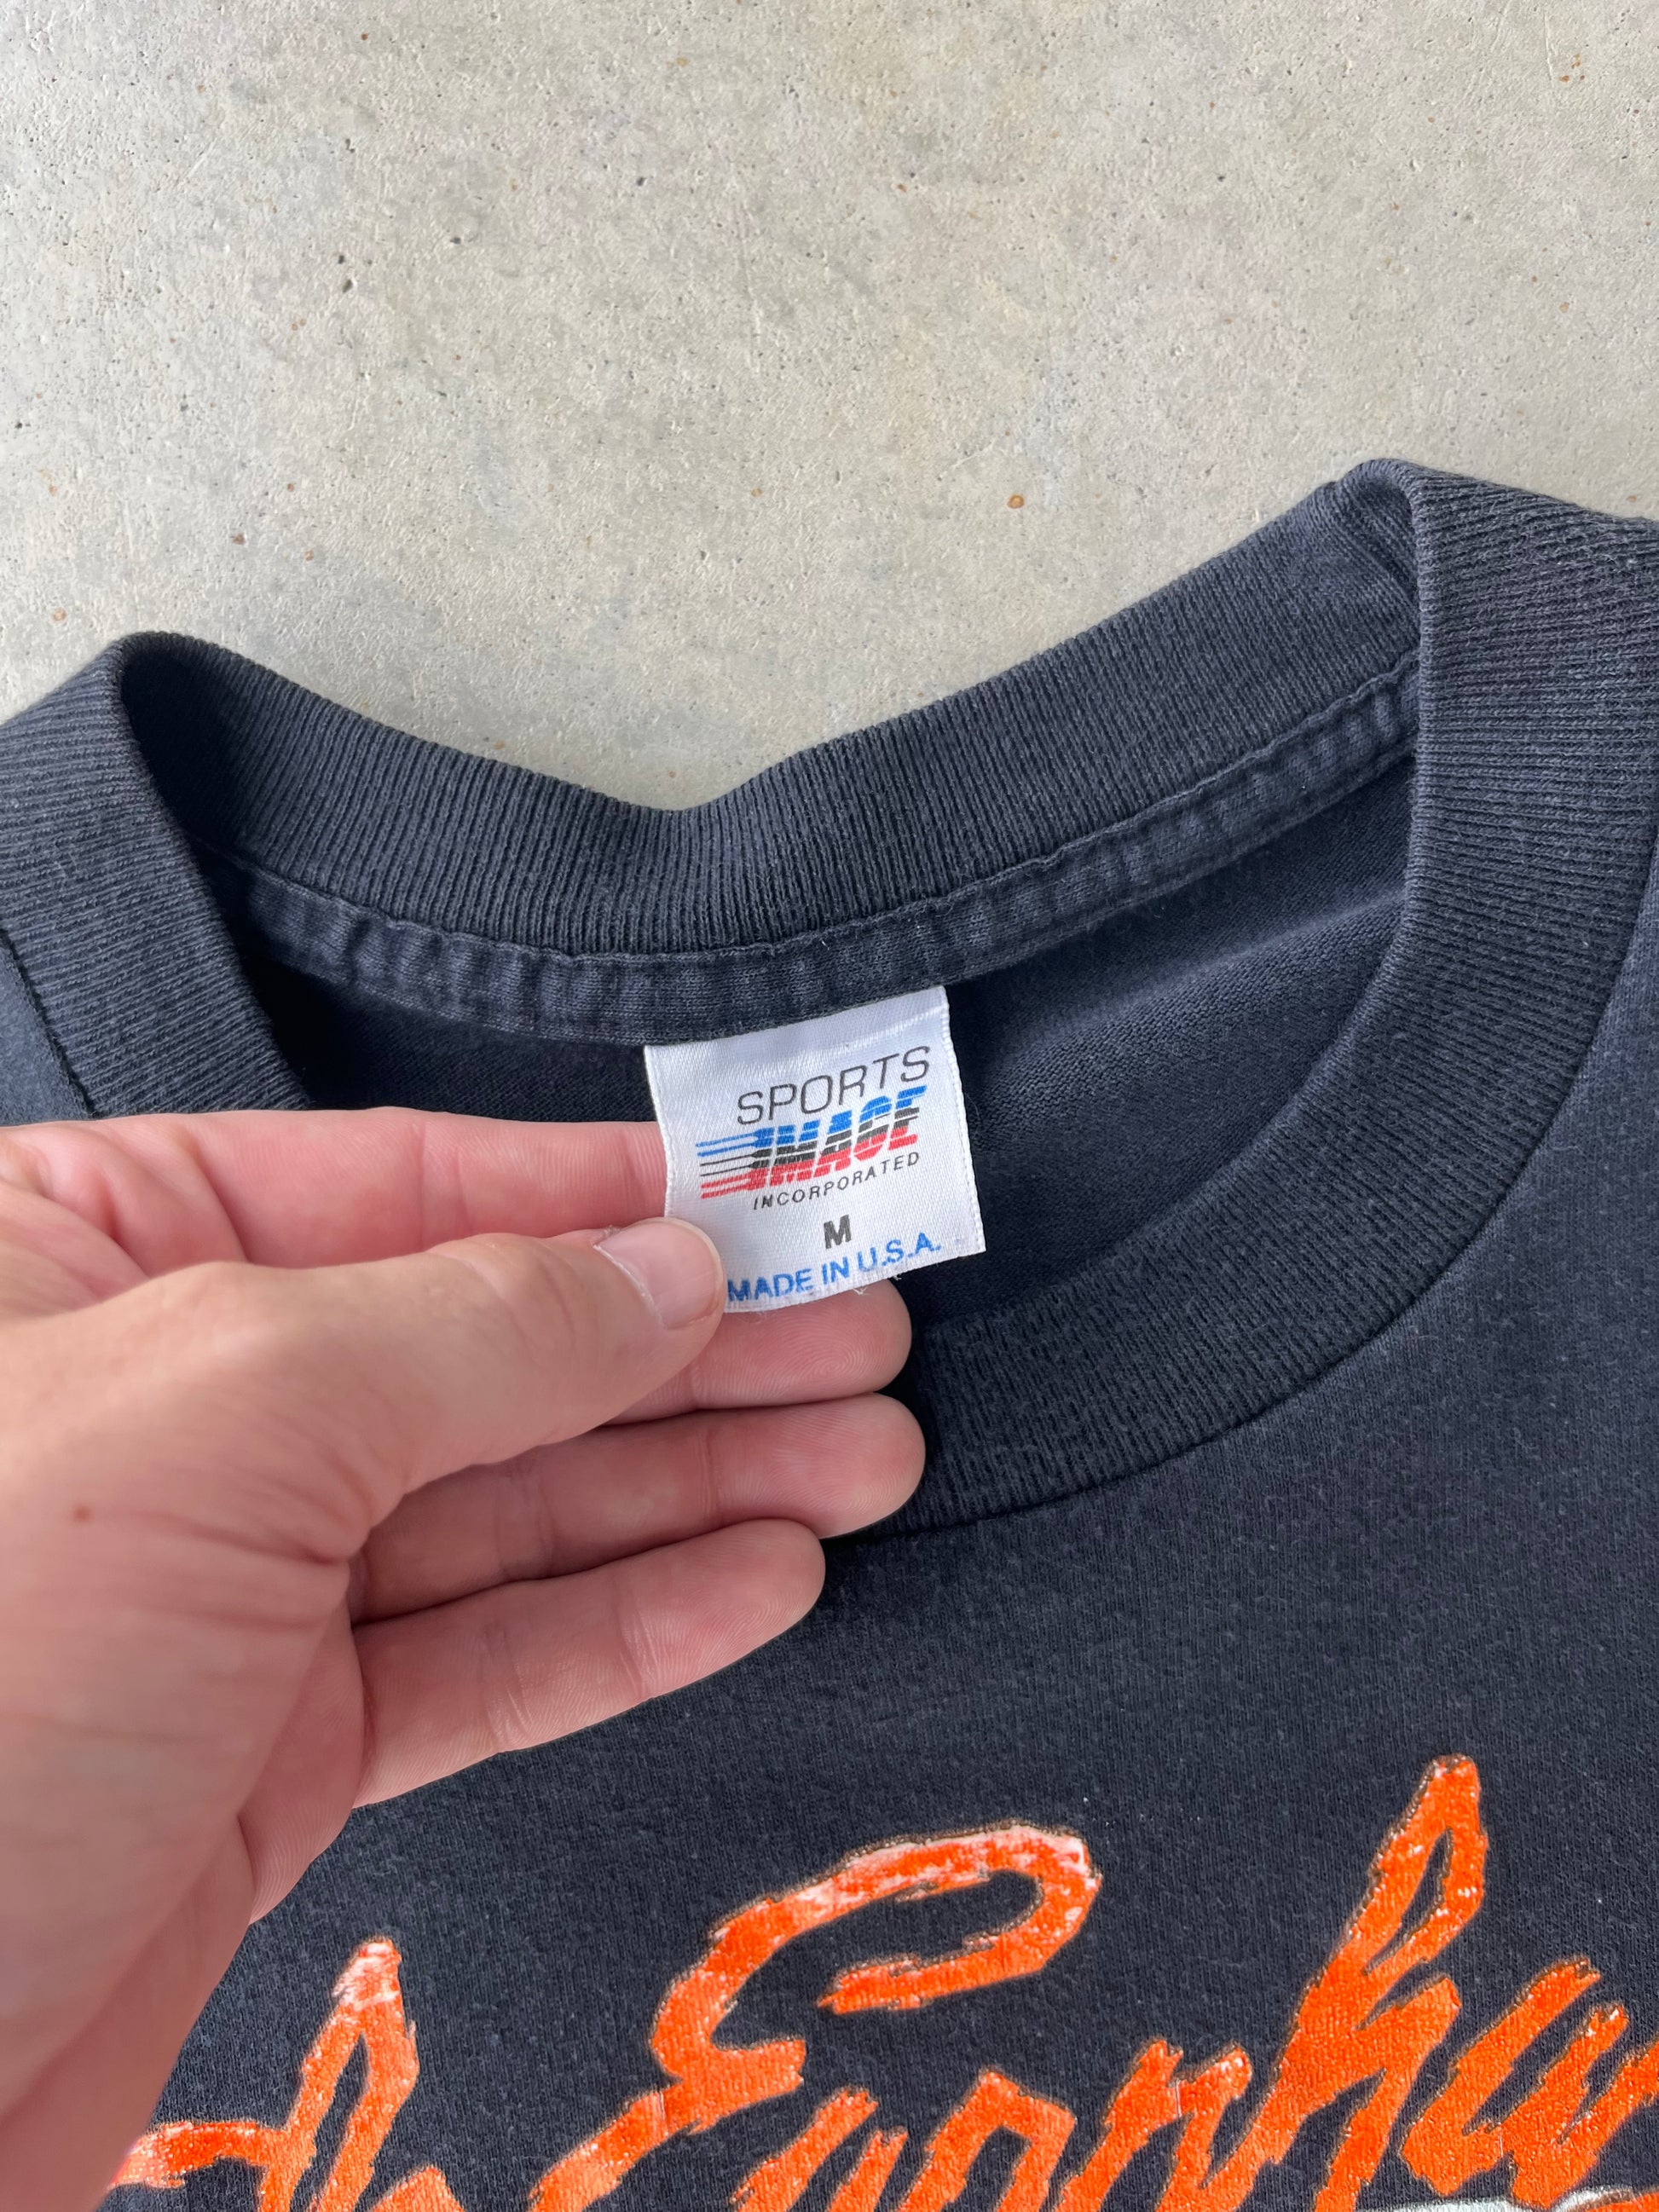 SPORTS
IMAGE
INCORPORATED
M
MADE IN U.S.A.